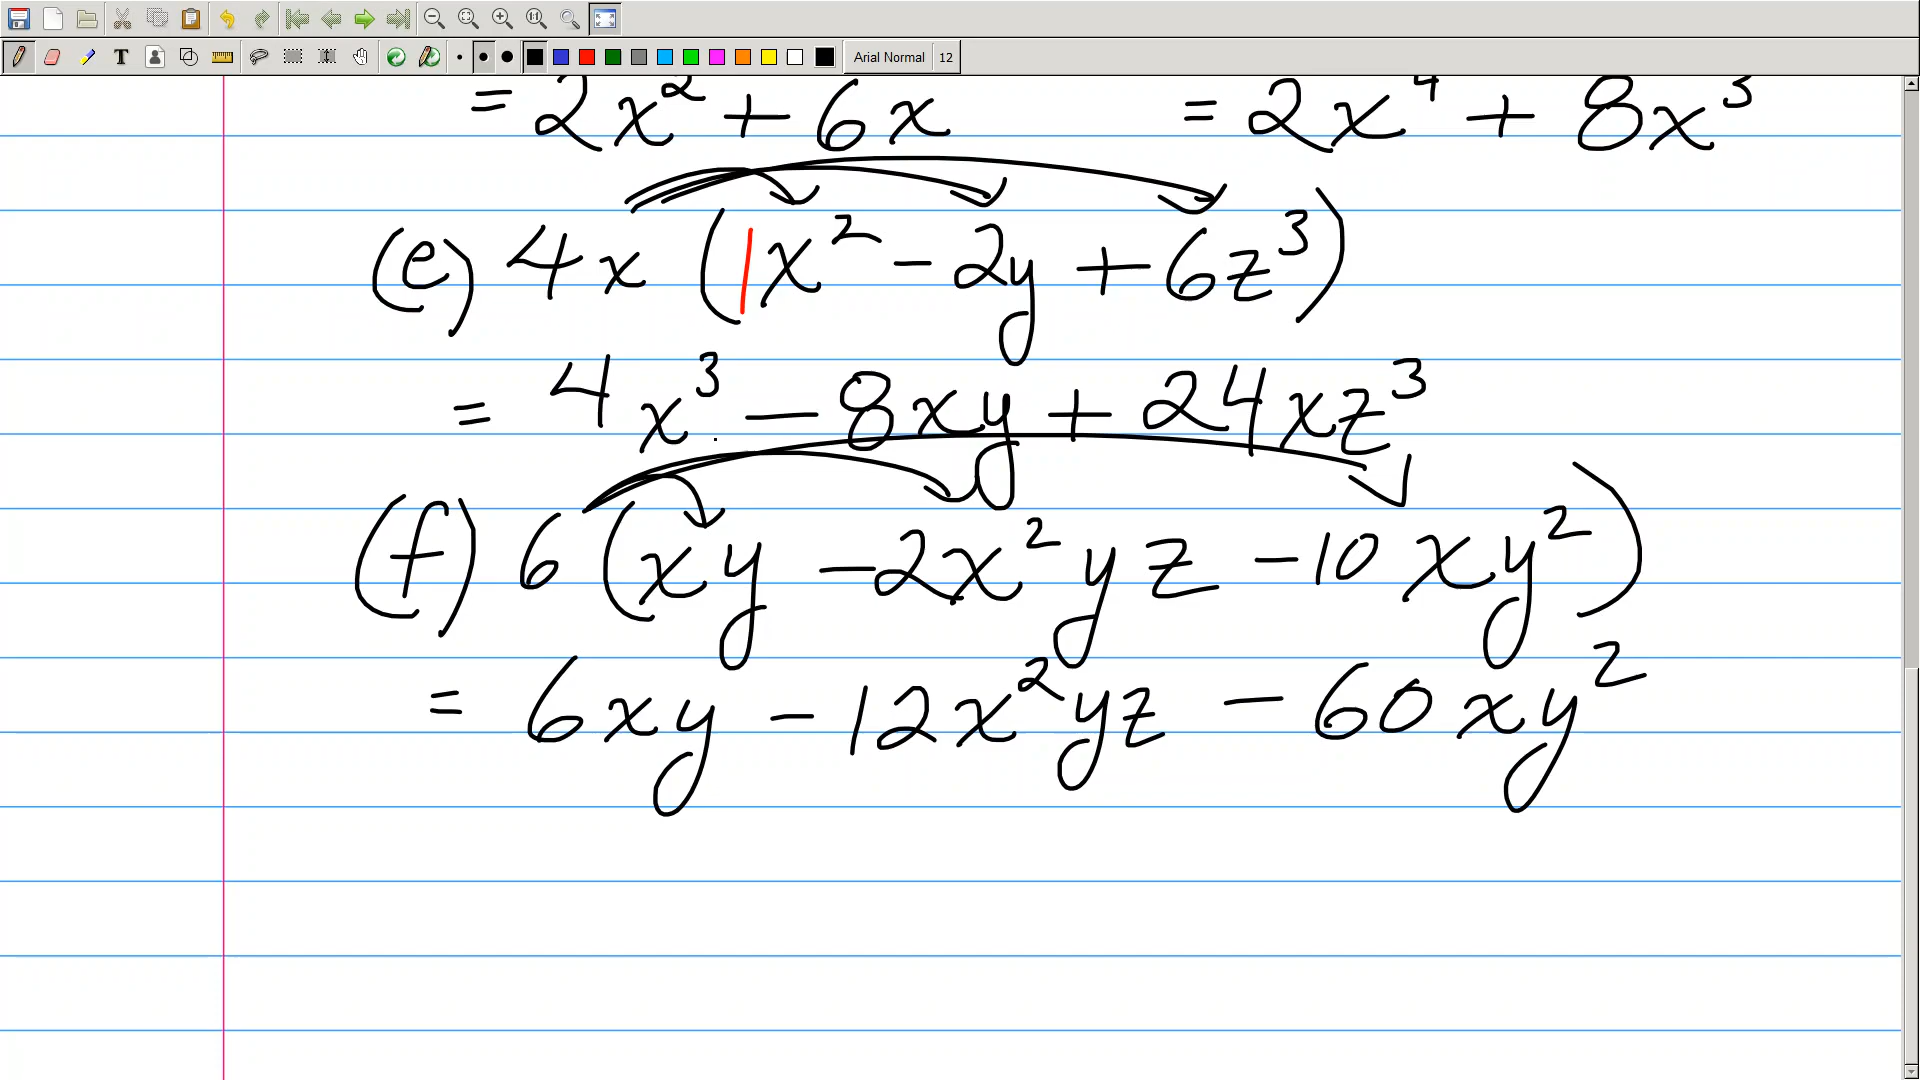 Arial Normal 12
= 2x² + 6x = 2x⁴ + 8x³
(e) 4x (1x² - 2y + 6z³)
= 4x³ - 8xy + 24xz³
(f) 6(xy - 2x²yz - 10xy²)
= 6xy - 12x²yz - 60xy²